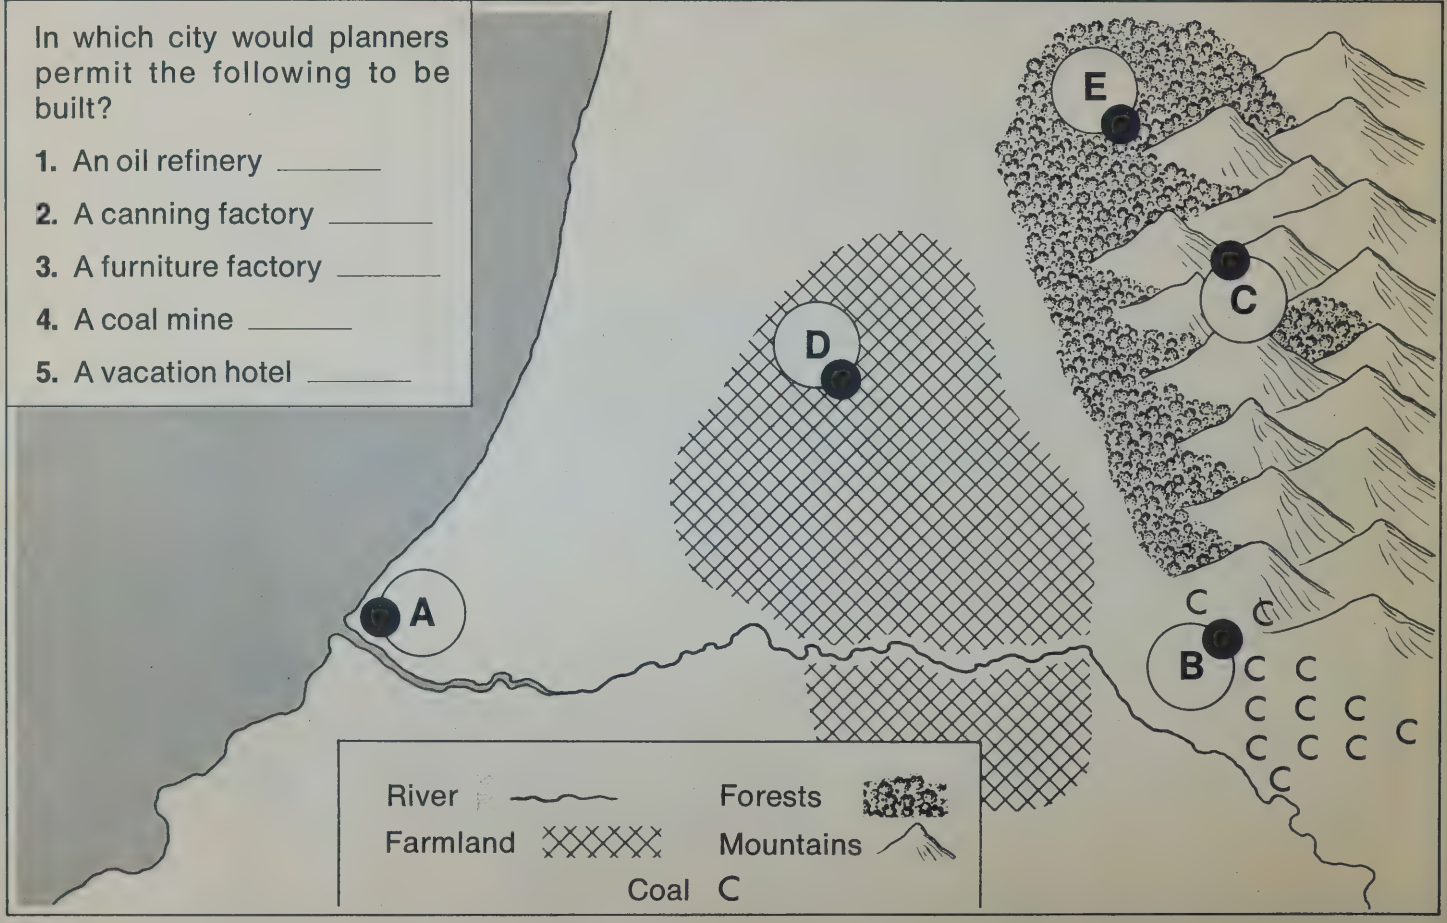 In which city would planners
permit the following to be
built?
1. An oil refinery
2. A canning factory
3. A furniture factory
4. A coal mine
5. A vacation hotel
E
C
D
A
B
C C
C C
C C C
C
C C C
C
River
Forests
Farmland
Mountains
Coal C